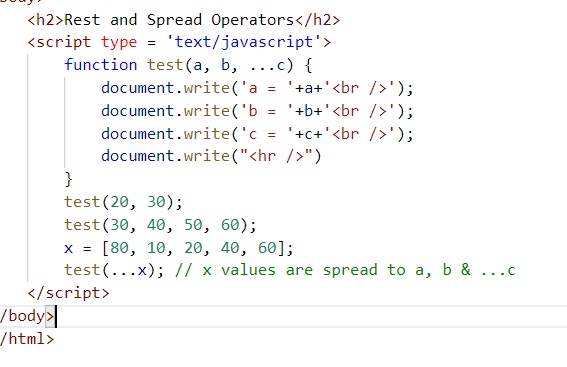 body>
<h2>Rest and Spread Operators</h2>
<script type = 'text/javascript'>
function test(a, b, ...c) {
document.write('a = '+a+'<br />');
document.write('b = '+b+'<br />');
document.write('c = '+c+'<br />');
document.write("<hr />")
}
test(20, 30);
test(30, 40, 50, 60);
x = [80, 10, 20, 40, 60];
test(...x); // x values are spread to a, b & ...c
</script>
/body>
/html>